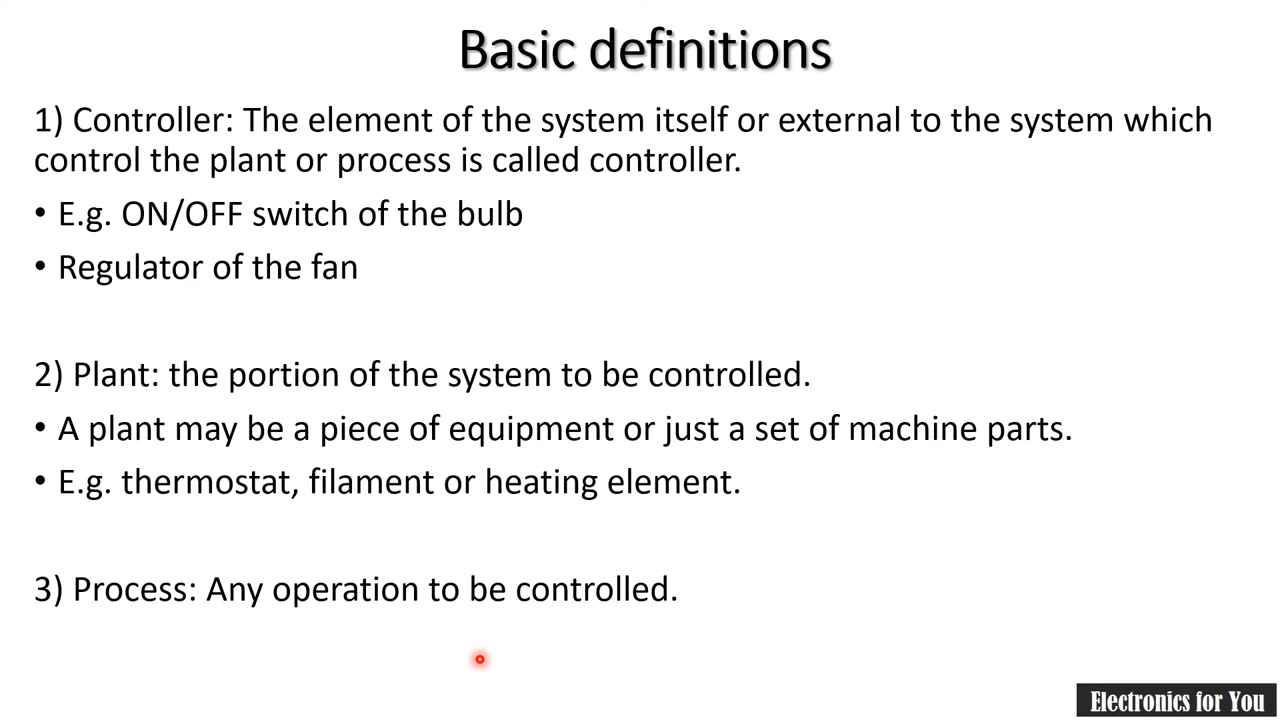 Basic definitions
1) Controller: The element of the system itself or external to the system which
control the plant or process is called controller.
• E.g. ON/OFF switch of the bulb
• Regulator of the fan
2) Plant: the portion of the system to be controlled.
• A plant may be a piece of equipment or just a set of machine parts.
• E.g. thermostat, filament or heating element.
3) Process: Any operation to be controlled.
Electronics for You